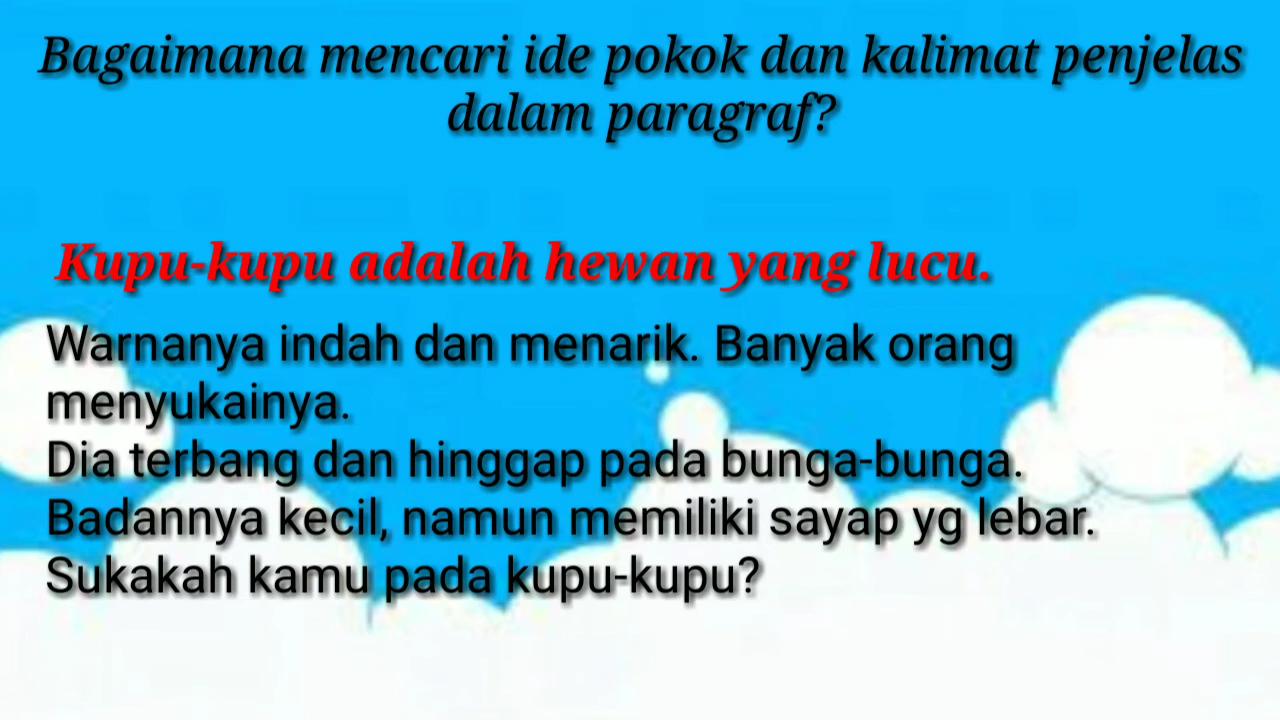 Bagaimana mencari ide pokok dan kalimat penjelas
dalam paragraf?
Kupu-kupu adalah hewan yang lucu.
Warnanya indah dan menarik. Banyak orang
menyukainya.
Dia terbang dan hinggap pada bunga-bunga.
Badannya kecil, namun memiliki sayap yg lebar.
Sukakah kamu pada kupu-kupu?